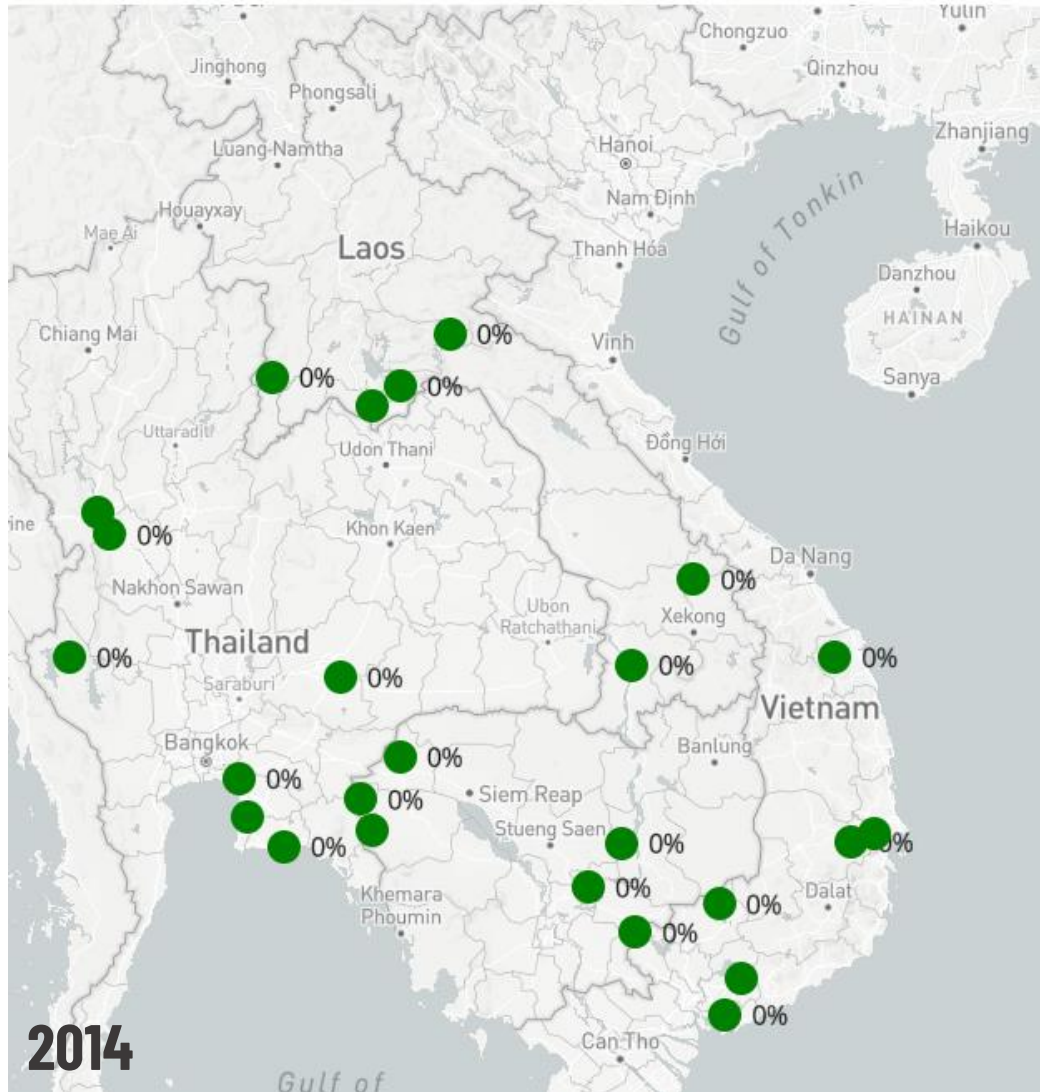 Yulin
Chongzuo
Jinghong
Qinzhou
Phongsali
Zhanjiang
Hanoi
Luang-Namtha
Nam Định
Houayxay
Mae Ai
Haikou
Laos
Thanh Hóa
Gulf of Tonkin
Danzhou
HAINAN
Chiang Mai
0%
Vinh
Sanya
0%
0%
Uttaradit
Udon Thani
Đồng Hới
Khon Kaen
0%
Da Nang
0%
Nakhon Sawan
Ubon
Ratchathani
Xekong
Thailand
0%
0%
0%
0%
Saraburi
Vietnam
Bangkok
Banlung
0%
0%
0%
Siem Reap
Stueng Saen
0%
0%
0%
0%
Khemara
Phoumin
Dalat
0%
0%
0%
2014
Can Tho
Gulf of